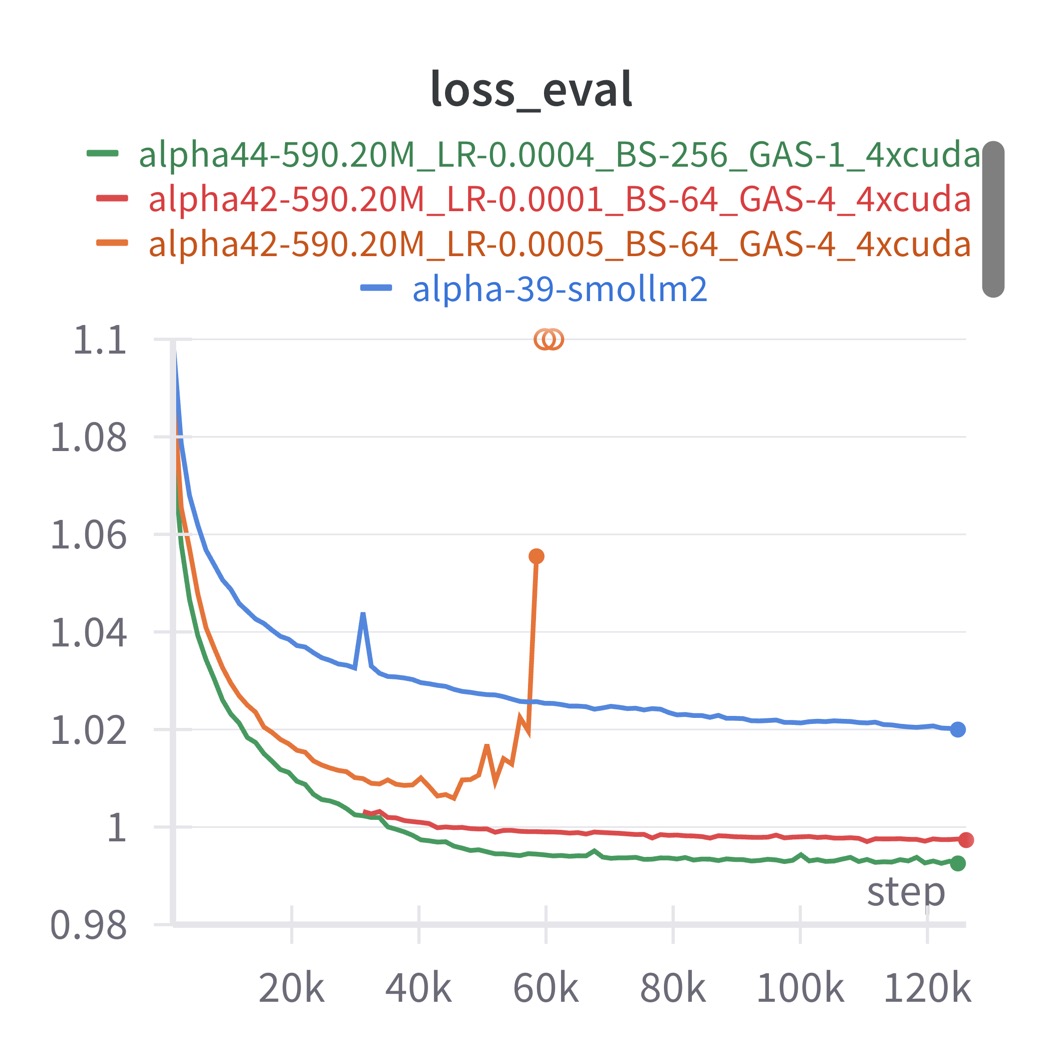 loss_eval
alpha44-590.20M_LR-0.0004_BS-256_GAS-1_4xcuda
alpha42-590.20M_LR-0.0001_BS-64_GAS-4_4xcuda
alpha42-590.20M_LR-0.0005_BS-64_GAS-4_4xcuda
alpha-39-smollm2
1.1
1.08
1.06
1.04
1.02
1
0.98
step
20k 40k 60k 80k 100k 120k